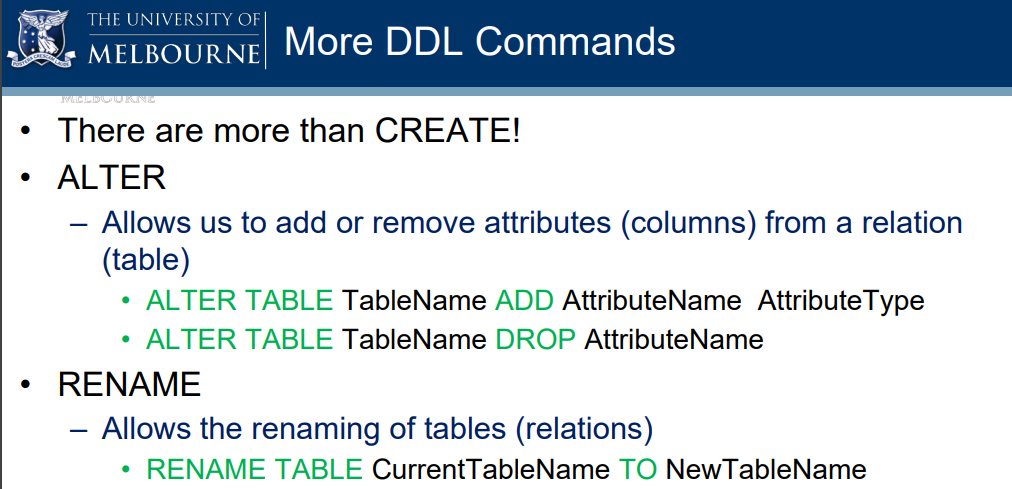 THE UNIVERSITY OF
MELBOURNE
More DDL Commands
MELBOURNE
• There are more than CREATE!
• ALTER
– Allows us to add or remove attributes (columns) from a relation
(table)
• ALTER TABLE TableName ADD AttributeName  AttributeType
• ALTER TABLE TableName DROP AttributeName
• RENAME
– Allows the renaming of tables (relations)
• RENAME TABLE CurrentTableName TO NewTableName